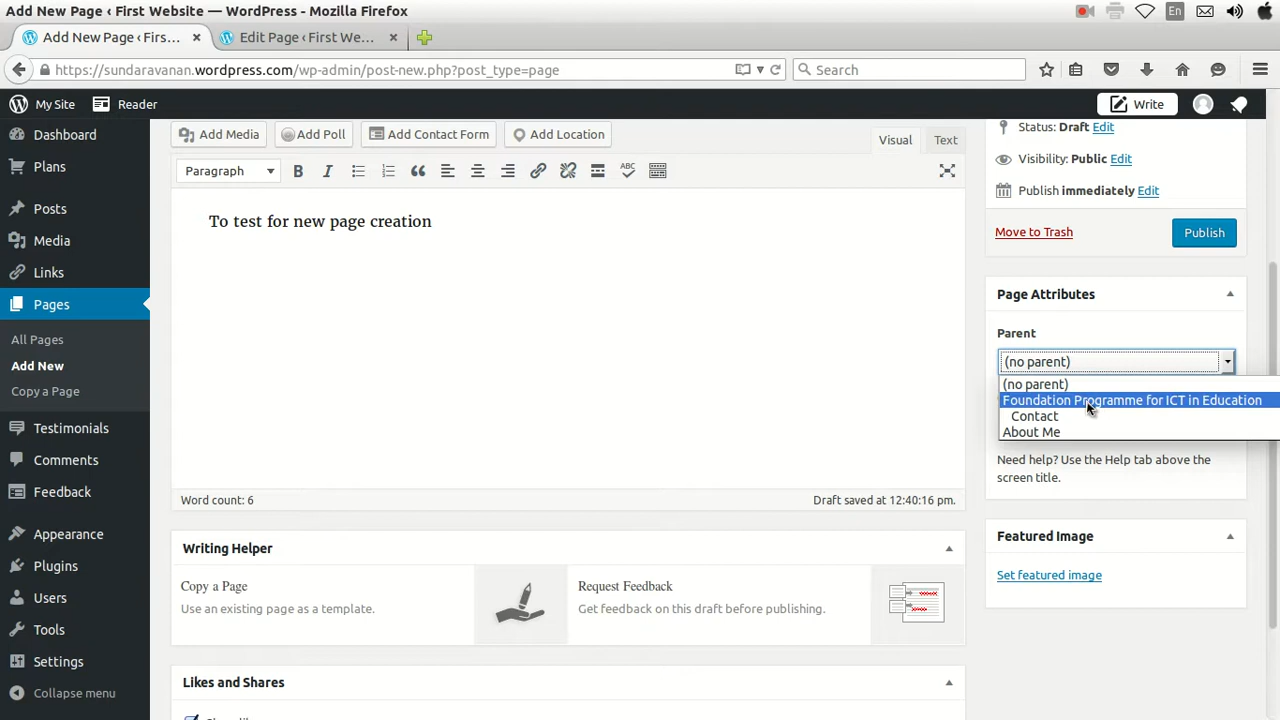 Add New Page ‹ First Website — WordPress - Mozilla Firefox
En
Add New Page ‹ Firs...
Edit Page ‹ First We...
https://sundaravanan.wordpress.com/wp-admin/post-new.php?post_type=page
Search
My Site
Reader
Write
Dashboard
Plans
Posts
Media
Links
Pages
All Pages
Add New
Copy a Page
Testimonials
Comments
Feedback
Appearance
Plugins
Users
Tools
Settings
Collapse menu
Add Media
Add Poll
Add Contact Form
Add Location
Visual
Text
Paragraph
B
I
ABC
To test for new page creation
Word count: 6
Draft saved at 12:40:16 pm.
Writing Helper
Copy a Page
Use an existing page as a template.
Request Feedback
Get feedback on this draft before publishing.
Likes and Shares
Status: Draft Edit
Visibility: Public Edit
Publish immediately Edit
Move to Trash
Publish
Page Attributes
Parent
(no parent)
(no parent)
Foundation Programme for ICT in Education
Contact
About Me
Need help? Use the Help tab above the
screen title.
Featured Image
Set featured image